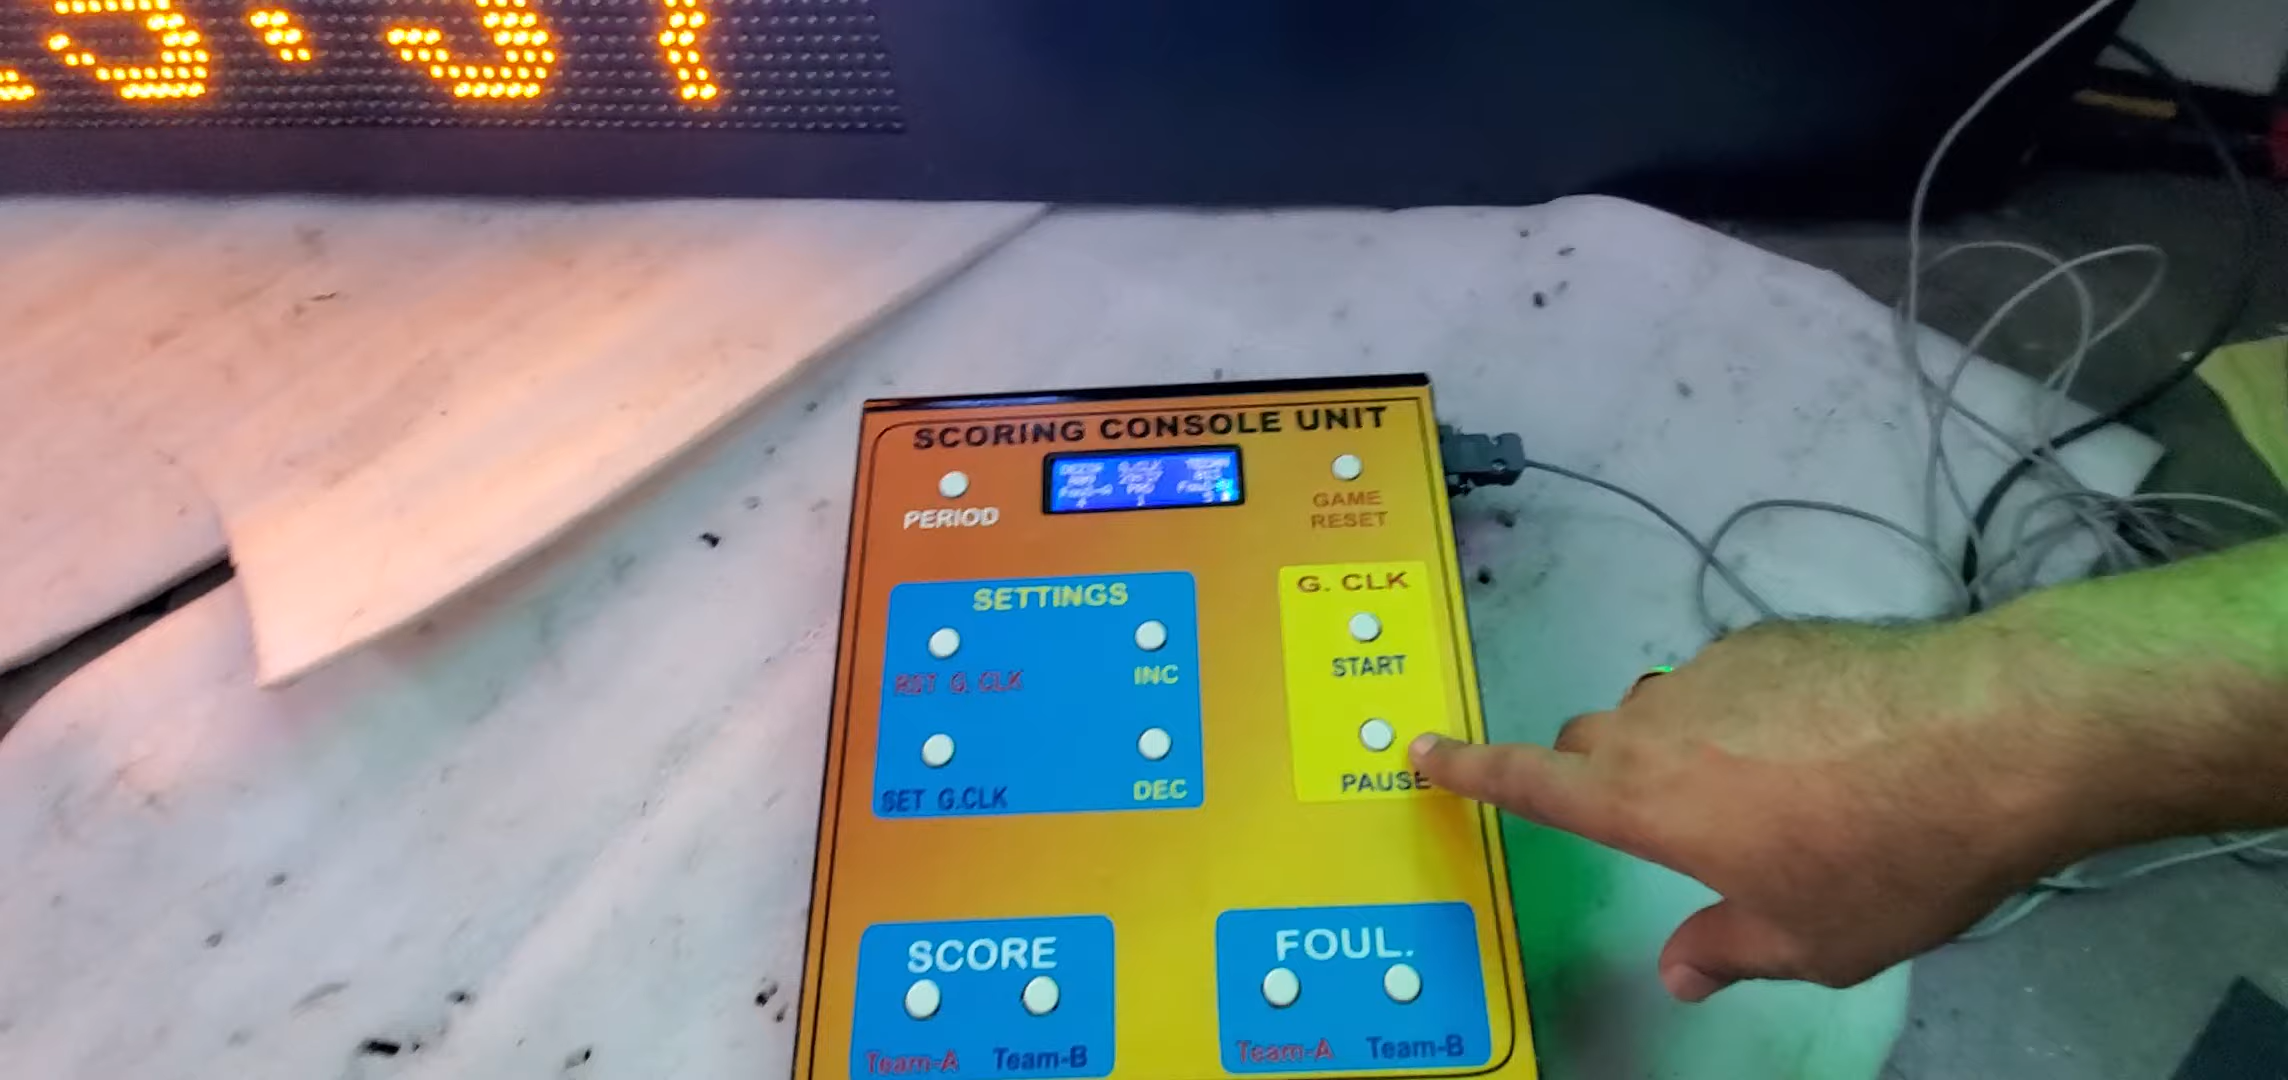 SCORING CONSOLE UNIT
PERIOD
GAME
RESET
SETTINGS
RST G. CLK
INC
SET G.CLK
DEC
G. CLK
START
PAUSE
SCORE
Team-A Team-B
FOUL.
Team-A Team-B